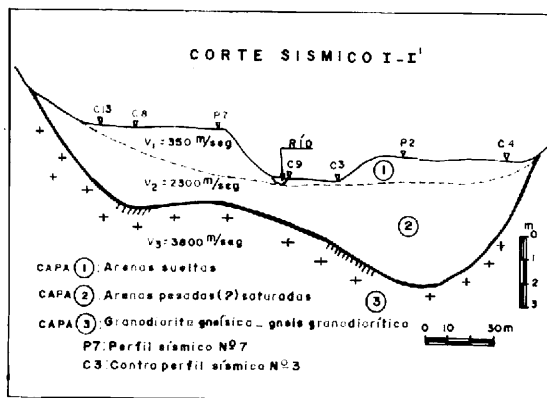 CORTE SISMICO I-I'
C13 C8 P7 RÍO C9 C3 P2 C4
V1=350 m/seg
V2=2300 m/seg
V3=3800 m/seg
1
2
3
m
0
1
2
3
CAPA 1: Arenas sueltas
CAPA 2: Arenas pesadas (?) saturadas
CAPA 3: Granodiorita gneísica _ gneis granodiorítico
0 10 30m
P7: Perfil sísmico Nº 7
C3: Contra perfil sísmico Nº 3